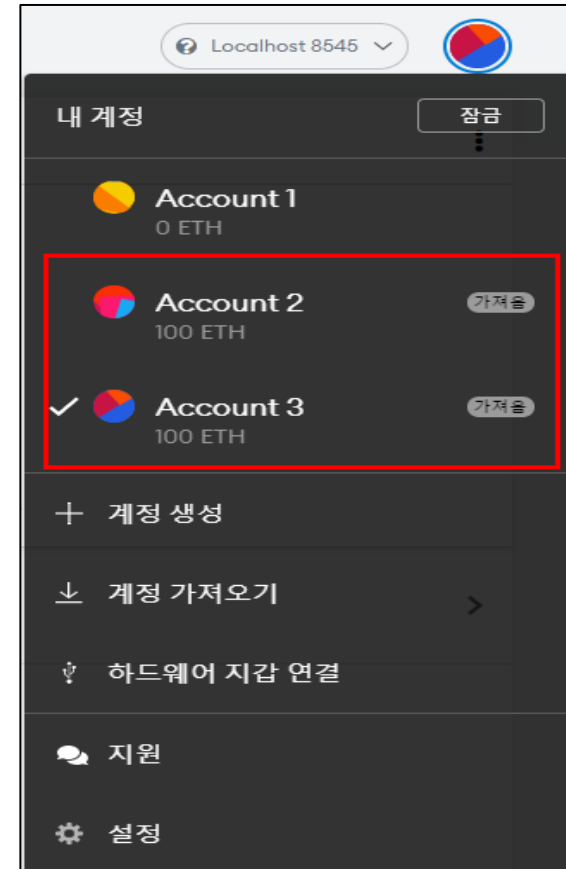 Localhost 8545
내 계정
잠금
Account 1
0 ETH
Account 2
가져옴
100 ETH
Account 3
가져옴
100 ETH
계정 생성
계정 가져오기
하드웨어 지갑 연결
지원
설정